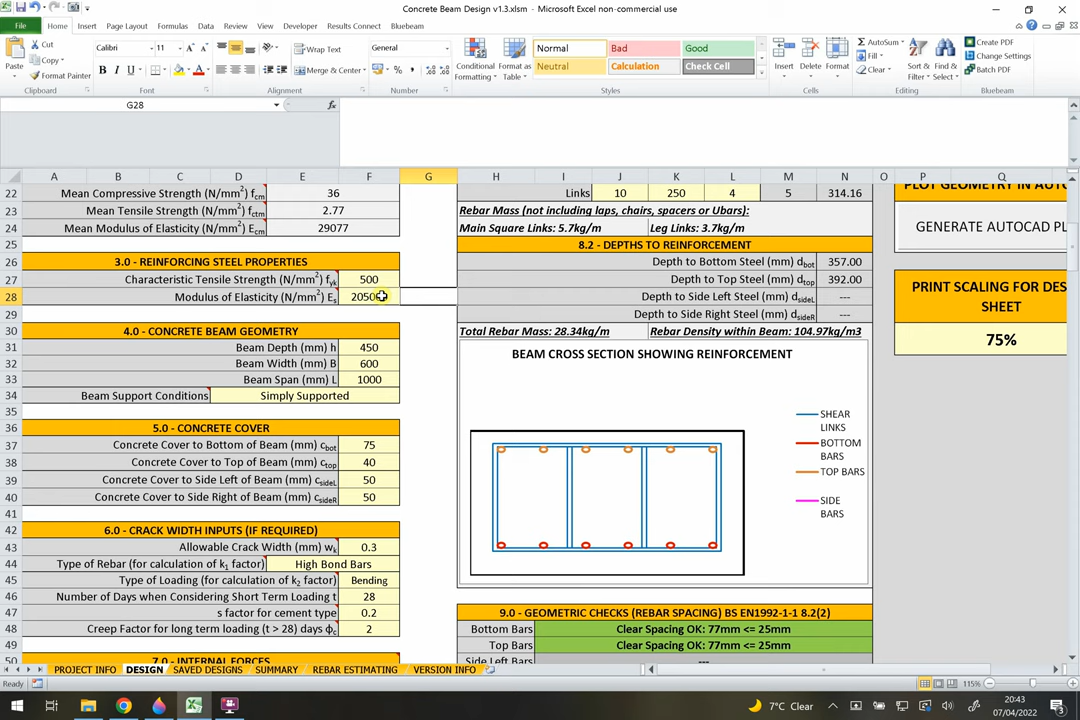 Concrete Beam Design v1.3.xlsm - Microsoft Excel non-commercial use
File Home Insert Page Layout Formulas Data Review View Developer Results Connect Bluebeam
Paste Cut Copy Format Painter Clipboard
Calibri 11 B I U Font
Wrap Text Merge & Center Alignment
General Number
Conditional Formatting Format as Table
Normal Bad Good
Neutral Calculation Check Cell
Styles
Insert Delete Format Cells
AutoSum Fill Clear Sort & Filter Find & Select Editing
Create PDF
Change Settings
Batch PDF
Bluebeam
G28 fx
A B C D E F G H I J K L M N O P Q
22 Mean Compressive Strength (N/mm2) fcm 36
23 Mean Tensile Strength (N/mm2) fctm 2.77
24 Mean Modulus of Elasticity (N/mm2) Ecm 29077
25
26 3.0 - REINFORCING STEEL PROPERTIES
27 Characteristic Tensile Strength (N/mm2) fyk 500
28 Modulus of Elasticity (N/mm2) Es
29
30 4.0 - CONCRETE BEAM GEOMETRY
31 Beam Depth (mm) h 450
32 Beam Width (mm) B 600
33 Beam Span (mm) L 1000
34 Beam Support Conditions Simply Supported
35
36 5.0 - CONCRETE COVER
37 Concrete Cover to Bottom of Beam (mm) cbot 75
38 Concrete Cover to Top of Beam (mm) ctop 40
39 Concrete Cover to Side Left of Beam (mm) csideL 50
40 Concrete Cover to Side Right of Beam (mm) csideR 50
41
42 6.0 - CRACK WIDTH INPUTS (IF REQUIRED)
43 Allowable Crack Width (mm) wk 0.3
44 Type of Rebar (for calculation of k1 factor) High Bond Bars
45 Type of Loading (for calculation of k2 factor) Bending
46 Number of Days when Considering Short Term Loading t 28
47 s factor for cement type 0.2
48 Creep Factor for long term loading (t > 28) days ϕc 2
49
50 7.0 - INTERNAL FORCES
Links 10 250 4 5 314.16
Rebar Mass (not including laps, chairs, spacers or Ubars):
Main Square Links: 5.7kg/m Leg Links: 3.7kg/m
8.2 - DEPTHS TO REINFORCEMENT
Depth to Bottom Steel (mm) dbot 357.00
Depth to Top Steel (mm) dtop 392.00
Depth to Side Left Steel (mm) dsideL ---
Depth to Side Right Steel (mm) dsideR ---
Total Rebar Mass: 28.34kg/m Rebar Density within Beam: 104.97kg/m3
BEAM CROSS SECTION SHOWING REINFORCEMENT
SHEAR LINKS
BOTTOM BARS
TOP BARS
SIDE BARS
9.0 - GEOMETRIC CHECKS (REBAR SPACING) BS EN1992-1-1 8.2(2)
Bottom Bars Clear Spacing OK: 77mm <= 25mm
Top Bars Clear Spacing OK: 77mm <= 25mm
Side Left Bars ---
PLOT GEOMETRY IN AUTO
GENERATE AUTOCAD PL
PRINT SCALING FOR DES
SHEET
75%
PROJECT INFO DESIGN SAVED DESIGNS SUMMARY REBAR ESTIMATING VERSION INFO
Ready 115%
7°C Clear 20:43
07/04/2022
3